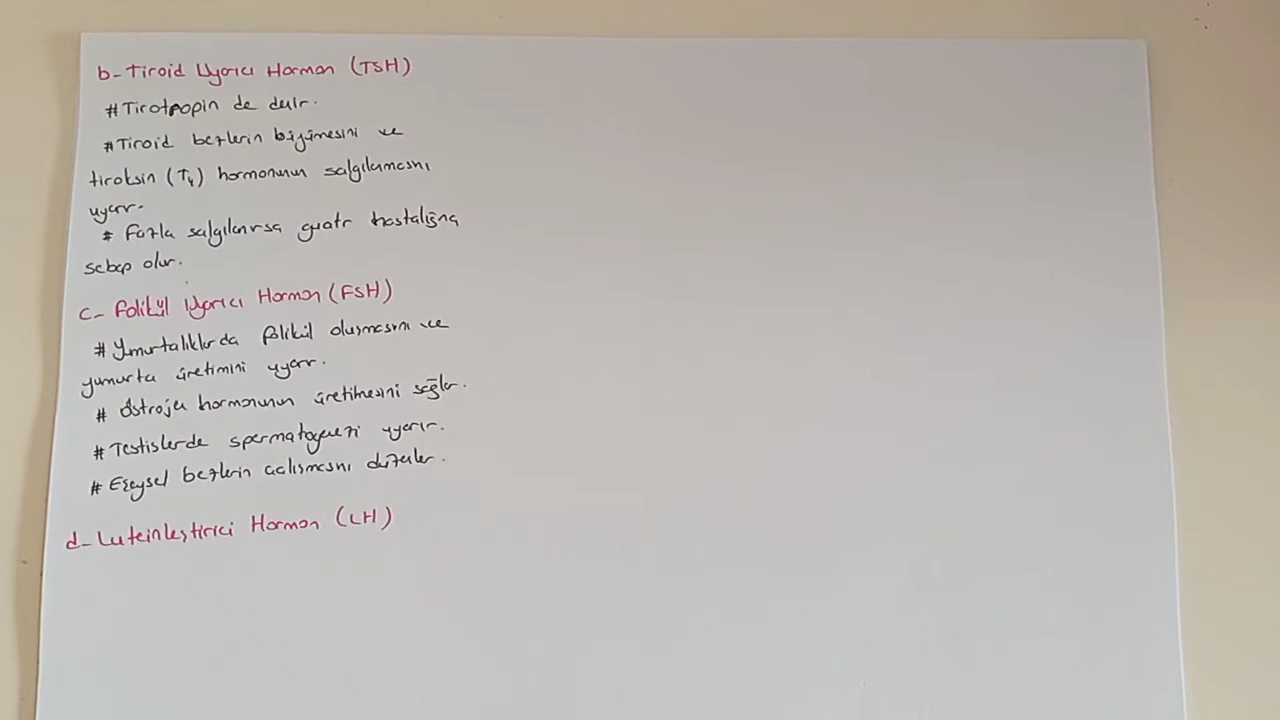 b- Tiroid Uyarıcı Hormon (TSH)
# Tirotropin de denir.
# Tiroid bezlerin büyümesini ve
tiroksin (T4) hormonunun salgılanmasını
uyarır.
# Fazla salgılanırsa guatr hastalığına
sebep olur.
c- Folikül Uyarıcı Hormon (FSH)
# Yumurtalıklarda folikül oluşmasını ve
yumurta üretimini uyarır.
# Östrojen hormonunun üretilmesini sağlar.
# Testislerde spermatogenezi uyarır.
# Eşeysel bezlerin çalışmasını düzenler.
d- Luteinleştirici Hormon (LH)